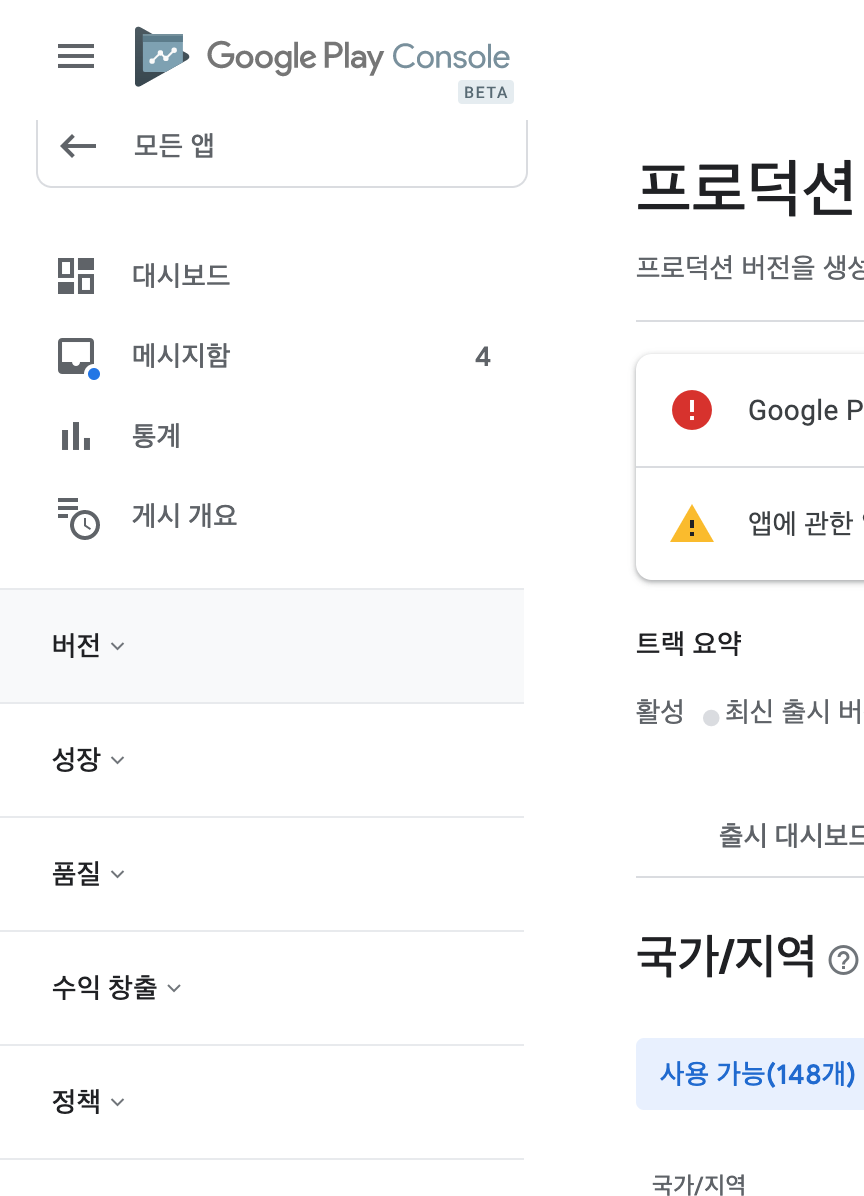 Google Play Console
BETA
모든 앱
대시보드
메시지함 4
통계
게시 개요
버전
성장
품질
수익 창출
정책
프로덕션
프로덕션 버전을 생성
Google P
앱에 관한
트랙 요약
활성 최신 출시 버
출시 대시보드
국가/지역
사용 가능(148개)
국가/지역